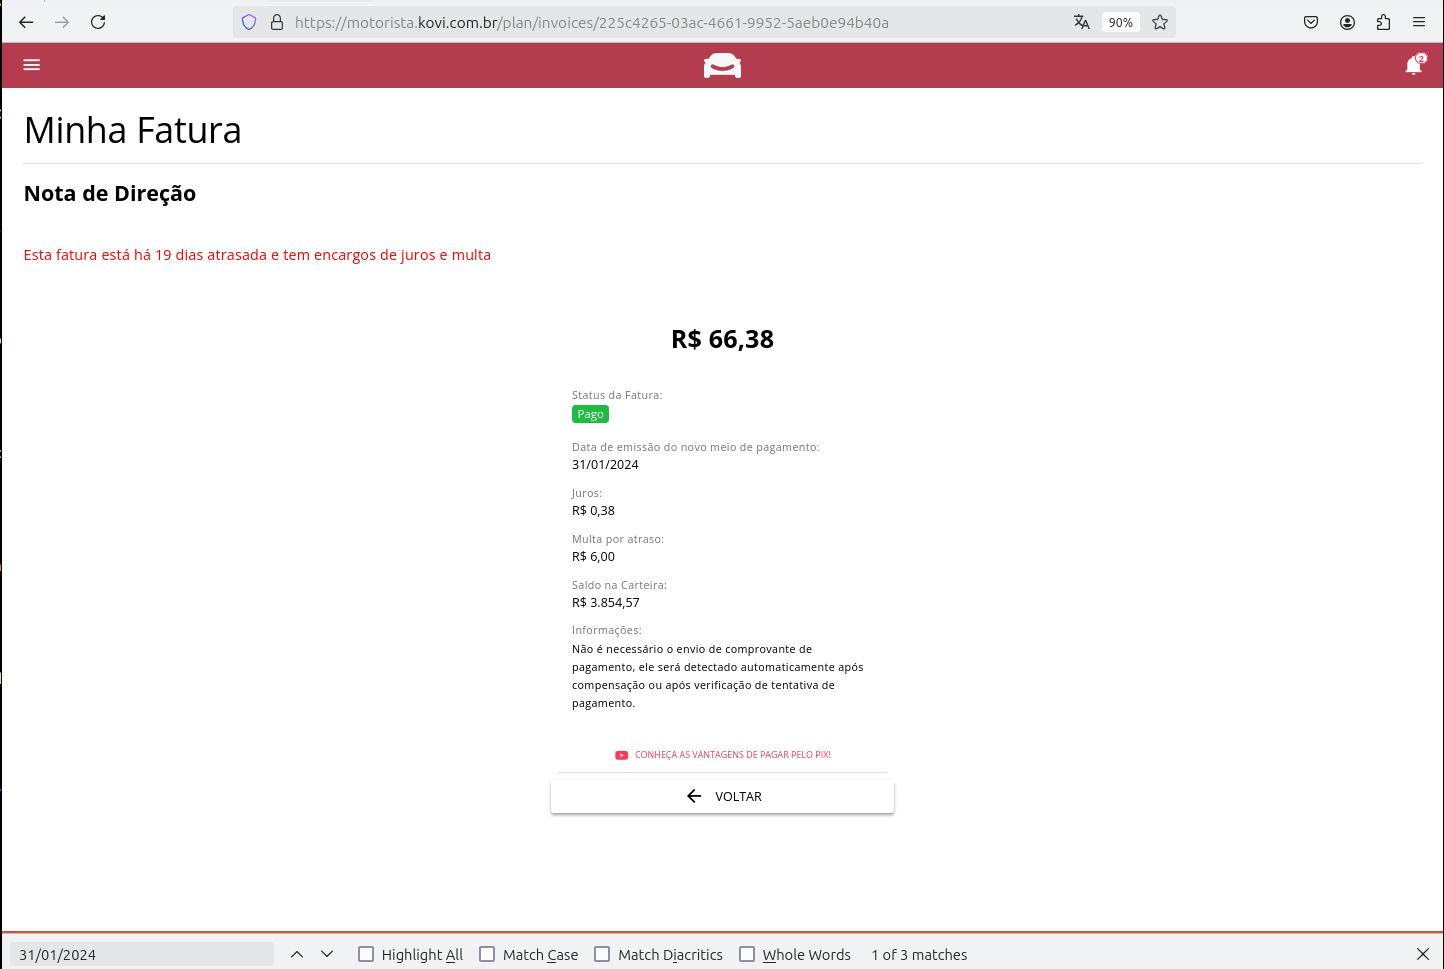 https://motorista.kovi.com.br/plan/invoices/225c4265-03ac-4661-9952-5aeb0e94b40a
90%
2
Minha Fatura
Nota de Direção
Esta fatura está há 19 dias atrasada e tem encargos de juros e multa
R$ 66,38
Status da Fatura:
Pago
Data de emissão do novo meio de pagamento:
31/01/2024
Juros:
R$ 0,38
Multa por atraso:
R$ 6,00
Saldo na Carteira:
R$ 3.854,57
Informações:
Não é necessário o envio de comprovante de
pagamento, ele será detectado automaticamente após
compensação ou após verificação de tentativa de
pagamento.
CONHEÇA AS VANTAGENS DE PAGAR PELO PIX!
VOLTAR
31/01/2024 Highlight All Match Case Match Diacritics Whole Words 1 of 3 matches